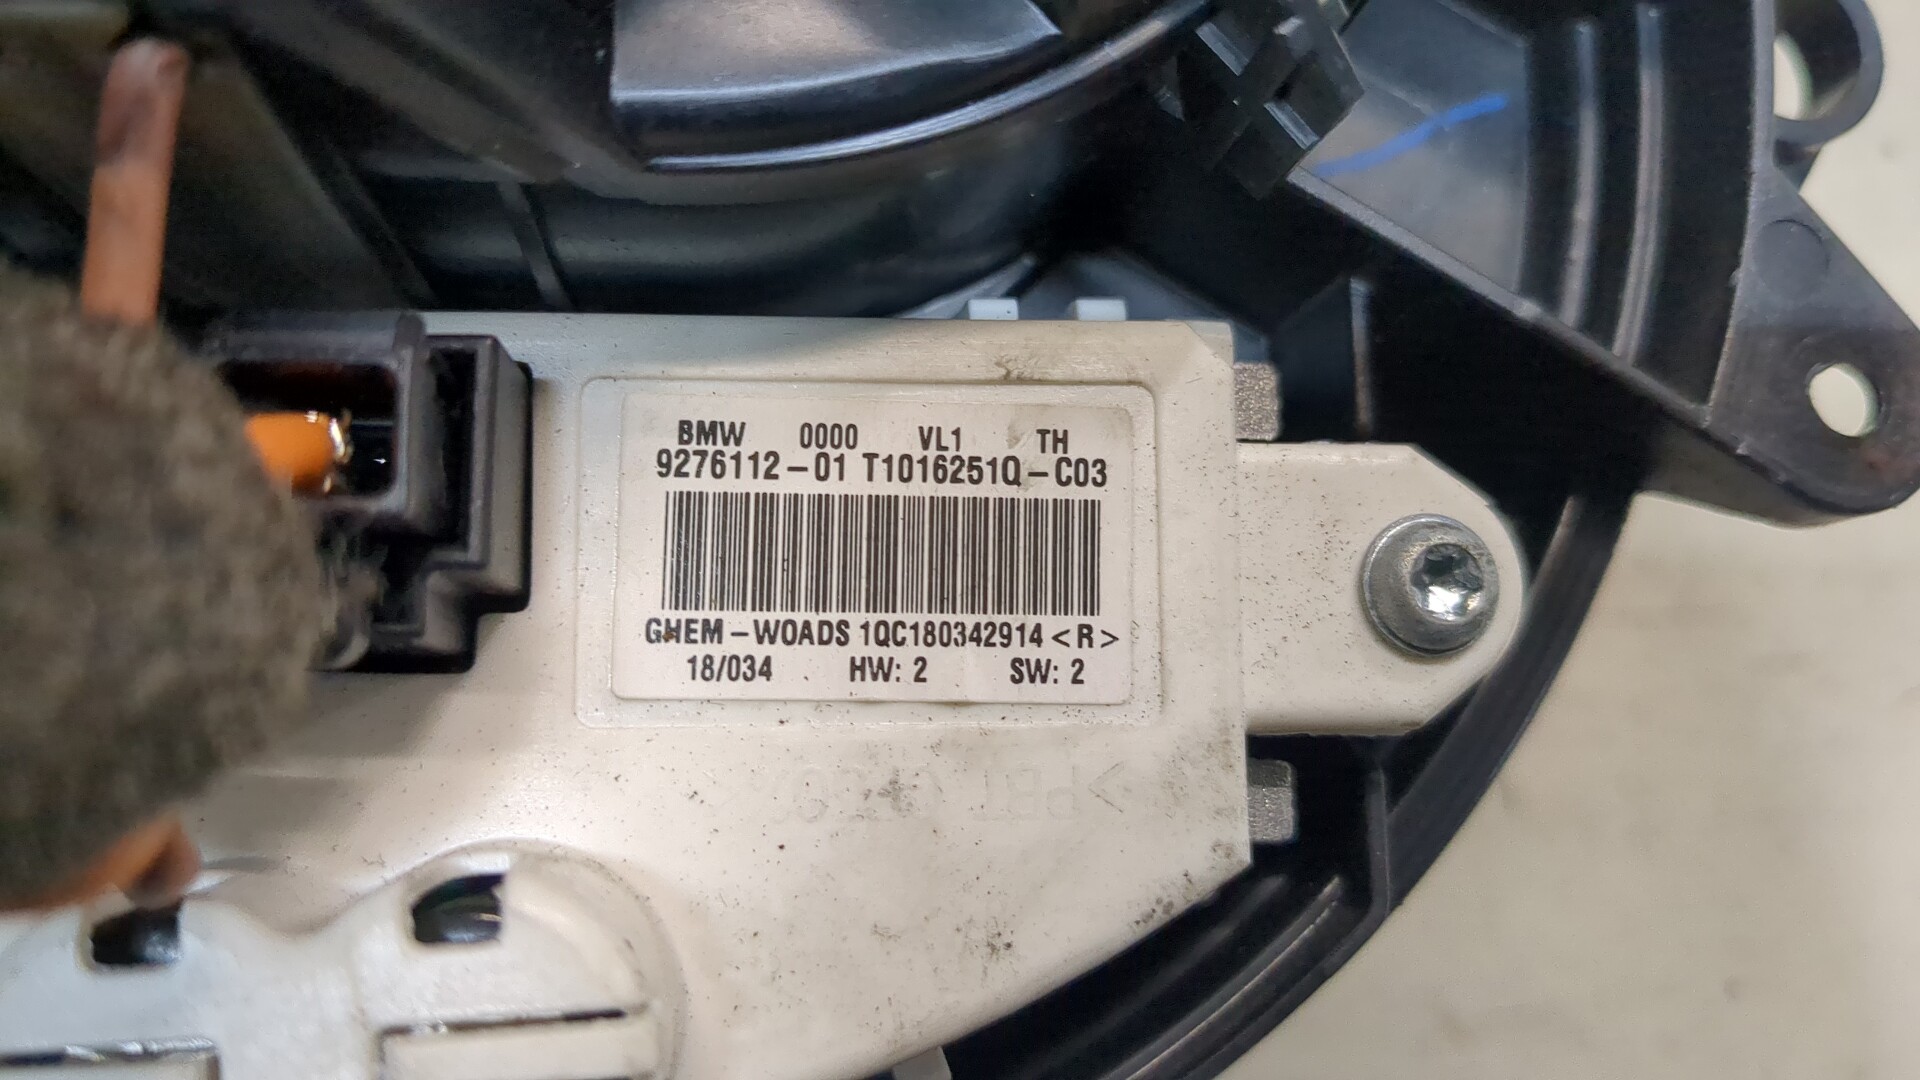 BMW 0000 VL1 TH
9276112-01 T1016251Q-C03
GHEM-WOADS 1QC180342914 <R>
18/034 HW: 2 SW: 2